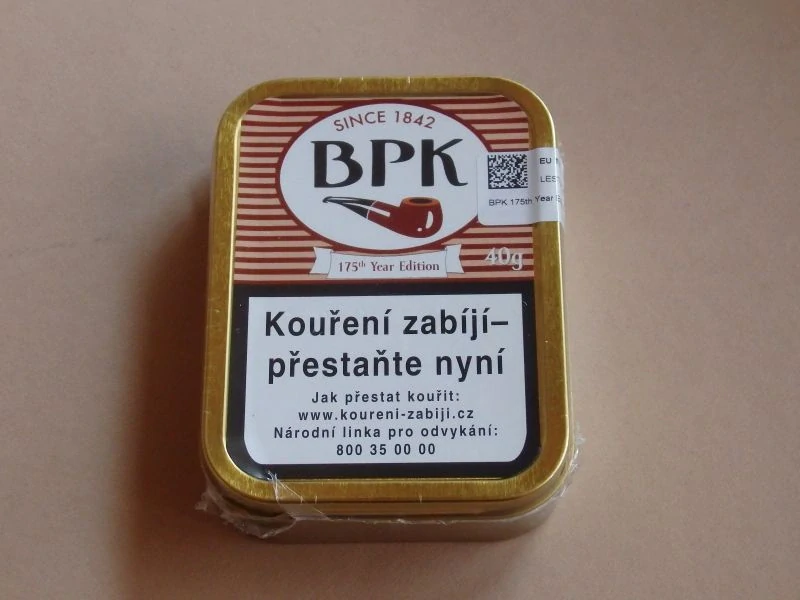 SINCE 1842
BPK
175th Year Edition
40g
EU
BPK 175th Year
Kouření zabíjí–
přestaňte nyní
Jak přestat kouřit:
www.koureni-zabiji.cz
Národní linka pro odvykání:
800 35 00 00